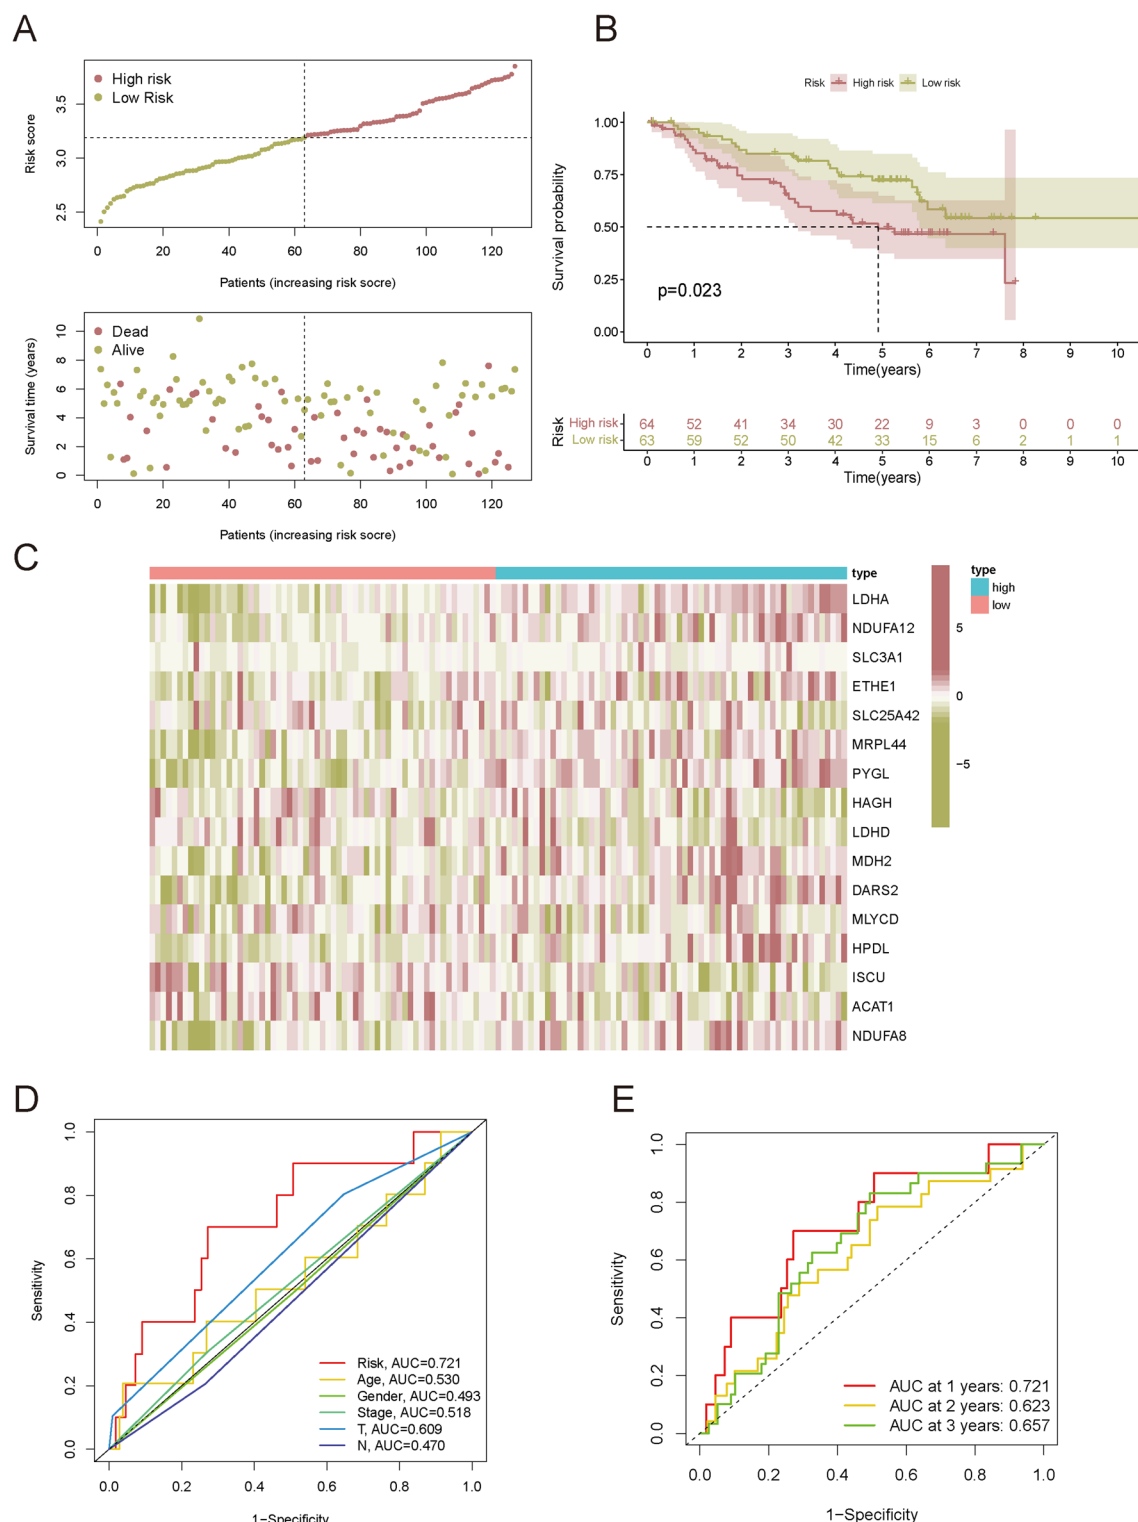 A
High risk
Low Risk
Risk score
2.5 3.0 3.5
0 20 40 60 80 100 120
Patients (increasing risk socre)
Dead
Alive
Survival time (years)
0 2 4 6 8 10
0 20 40 60 80 100 120
Patients (increasing risk socre)
B
Risk High risk Low risk
Survival probability
1.00
0.75
0.50
0.25
0.00
p=0.023
0 1 2 3 4 5 6 7 8 9 10
Time(years)
Risk
High risk 64 52 41 34 30 22 9 3 0 0 0
Low risk 63 59 52 50 42 33 15 6 2 1 1
0 1 2 3 4 5 6 7 8 9 10
Time(years)
C
type
LDHA
NDUFA12
SLC3A1
ETHE1
SLC25A42
MRPL44
PYGL
HAGH
LDHD
MDH2
DARS2
MLYCD
HPDL
ISCU
ACAT1
NDUFA8
5
0
−5
type
high
low
D
Sensitivity
0.0 0.2 0.4 0.6 0.8 1.0
Risk, AUC=0.721
Age, AUC=0.530
Gender, AUC=0.493
Stage, AUC=0.518
T, AUC=0.609
N, AUC=0.470
0.0 0.2 0.4 0.6 0.8 1.0
1−Specificity
E
Sensitivity
0.0 0.2 0.4 0.6 0.8 1.0
AUC at 1 years: 0.721
AUC at 2 years: 0.623
AUC at 3 years: 0.657
0.0 0.2 0.4 0.6 0.8 1.0
1−Specificity